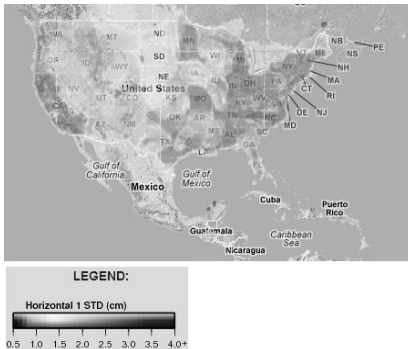 WA
MT
ND
MN
OR
ID
WY
SD
WI
MI
NY
VT
ME
NB
PE
NS
NH
MA
RI
CT
NJ
DE
MD
NE
IA
NV
UT
CO
United States
KS
MO
IL
IN
OH
KY
WV
VA
CA
AZ
NM
OK
AR
TN
NC
SC
MS
AL
GA
TX
LA
FL
Gulf of
California
Mexico
Gulf of
Mexico
Cuba
Puerto
Rico
Guatemala
Caribbean
Sea
Nicaragua
LEGEND:
Horizontal 1 STD (cm)
0.5 1.0 1.5 2.0 2.5 3.0 3.5 4.0+